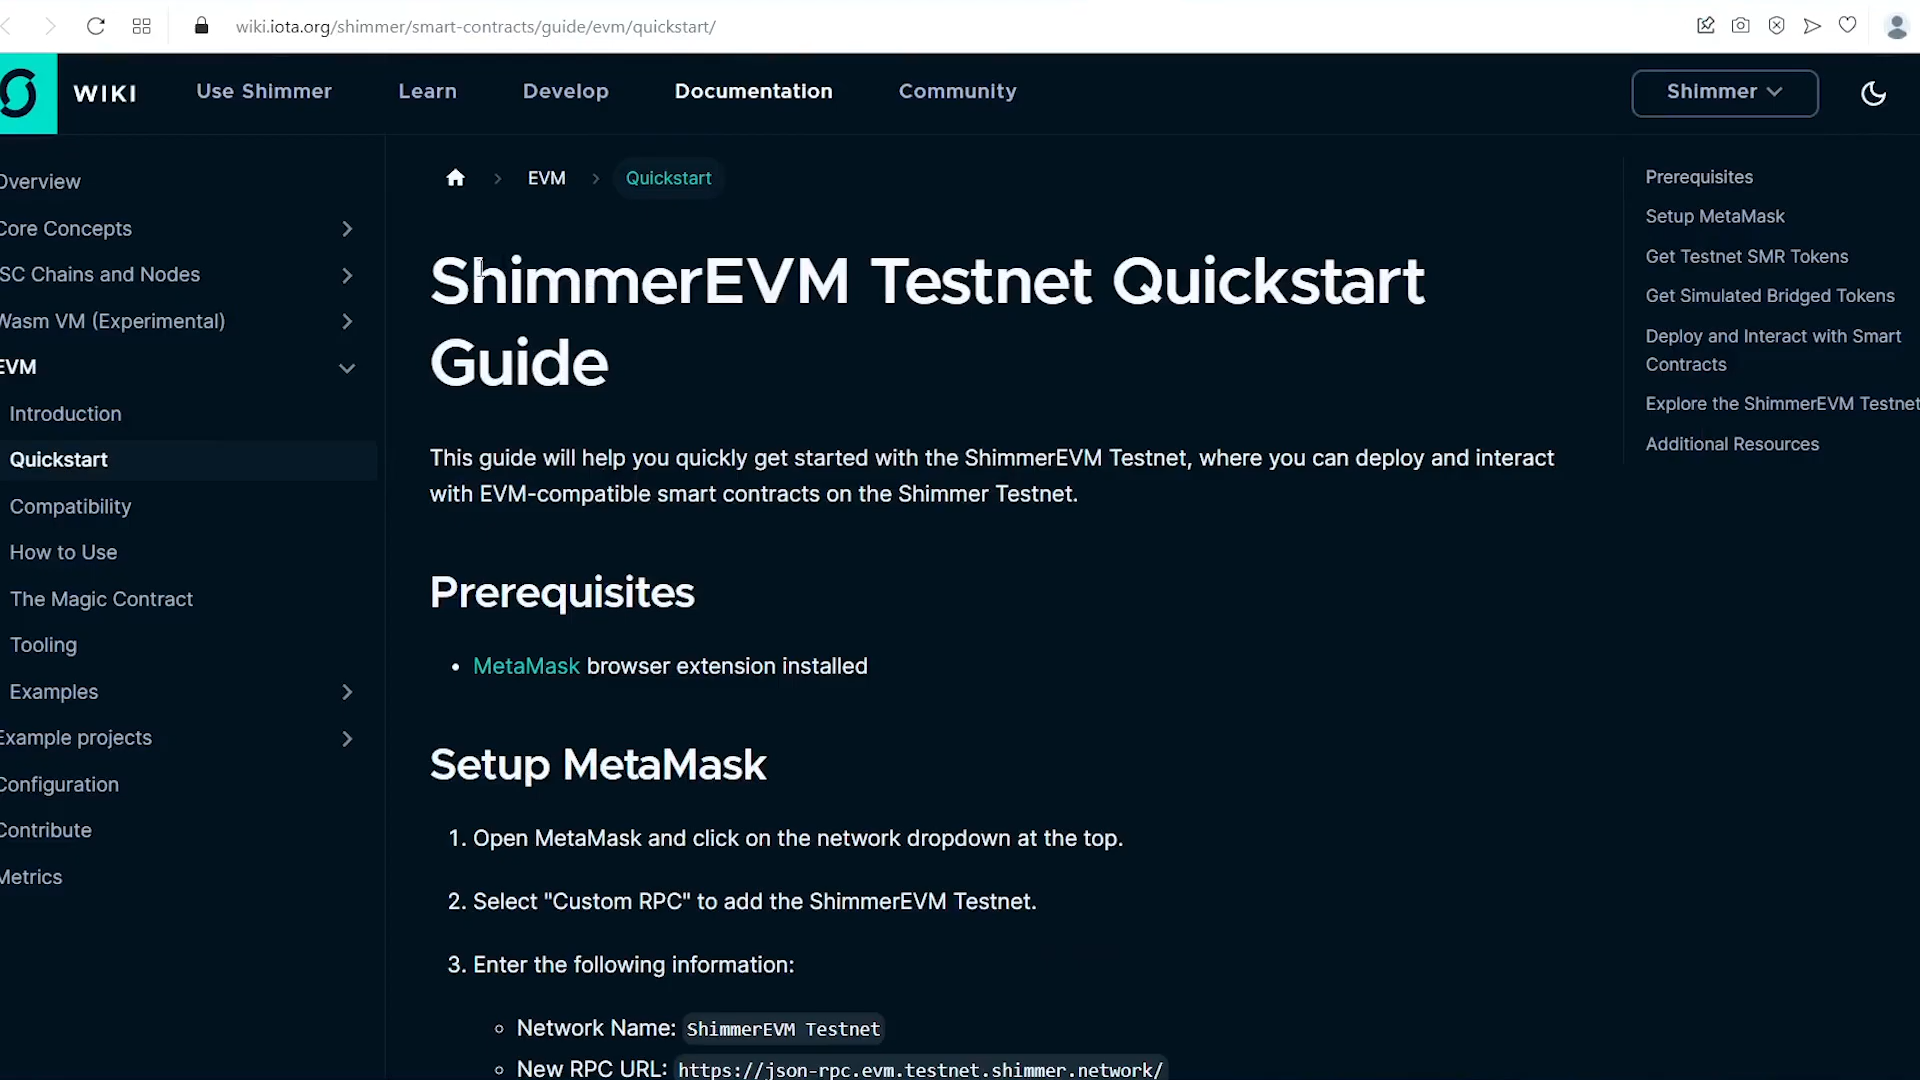 wiki.iota.org/shimmer/smart-contracts/guide/evm/quickstart/
WIKI
Use Shimmer
Learn
Develop
Documentation
Community
Shimmer
Overview
Core Concepts
ISC Chains and Nodes
Wasm VM (Experimental)
EVM
Introduction
Quickstart
Compatibility
How to Use
The Magic Contract
Tooling
Examples
Example projects
Configuration
Contribute
Metrics
EVM
Quickstart
ShimmerEVM Testnet Quickstart
Guide
This guide will help you quickly get started with the ShimmerEVM Testnet, where you can deploy and interact
with EVM-compatible smart contracts on the Shimmer Testnet.
Prerequisites
• MetaMask browser extension installed
Setup MetaMask
1. Open MetaMask and click on the network dropdown at the top.
2. Select "Custom RPC" to add the ShimmerEVM Testnet.
3. Enter the following information:
Network Name: ShimmerEVM Testnet
New RPC URL: https://json-rpc.evm.testnet.shimmer.network/
Prerequisites
Setup MetaMask
Get Testnet SMR Tokens
Get Simulated Bridged Tokens
Deploy and Interact with Smart
Contracts
Explore the ShimmerEVM Testnet
Additional Resources